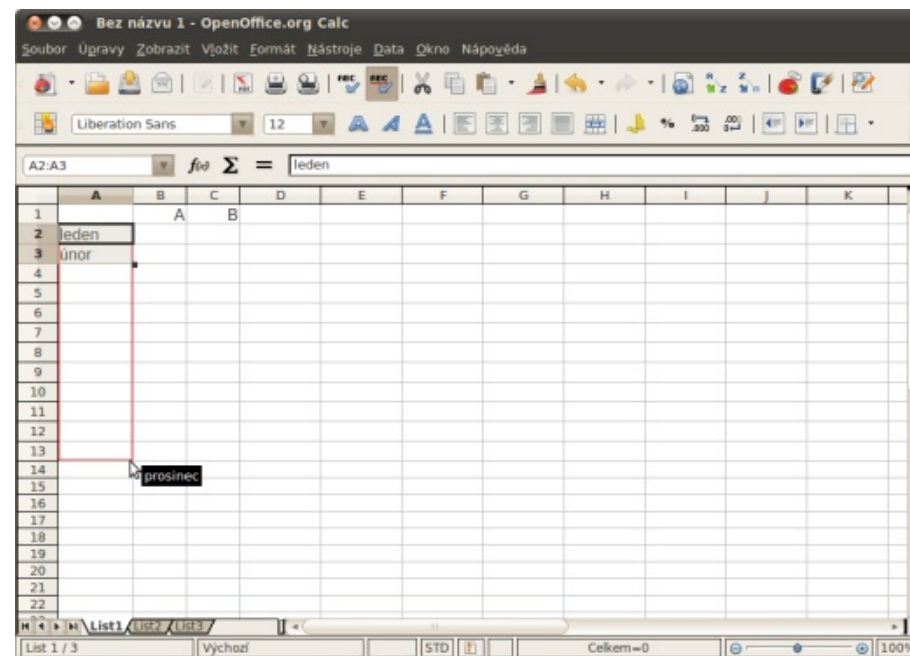 Bez názvu 1 - OpenOffice.org Calc
Soubor Úpravy Zobrazit Vložit Formát Nástroje Data Okno Nápověda
Liberation Sans 12
A2:A3 f(x) Σ = leden
A B C D E F G H I J K
1 A B
2 leden
3 únor
4
5
6
7
8
9
10
11
12
13
14 prosinec
15
16
17
18
19
20
21
22
List1 List2 List3
List 1 / 3 Výchozí STD Celkem=0 100%